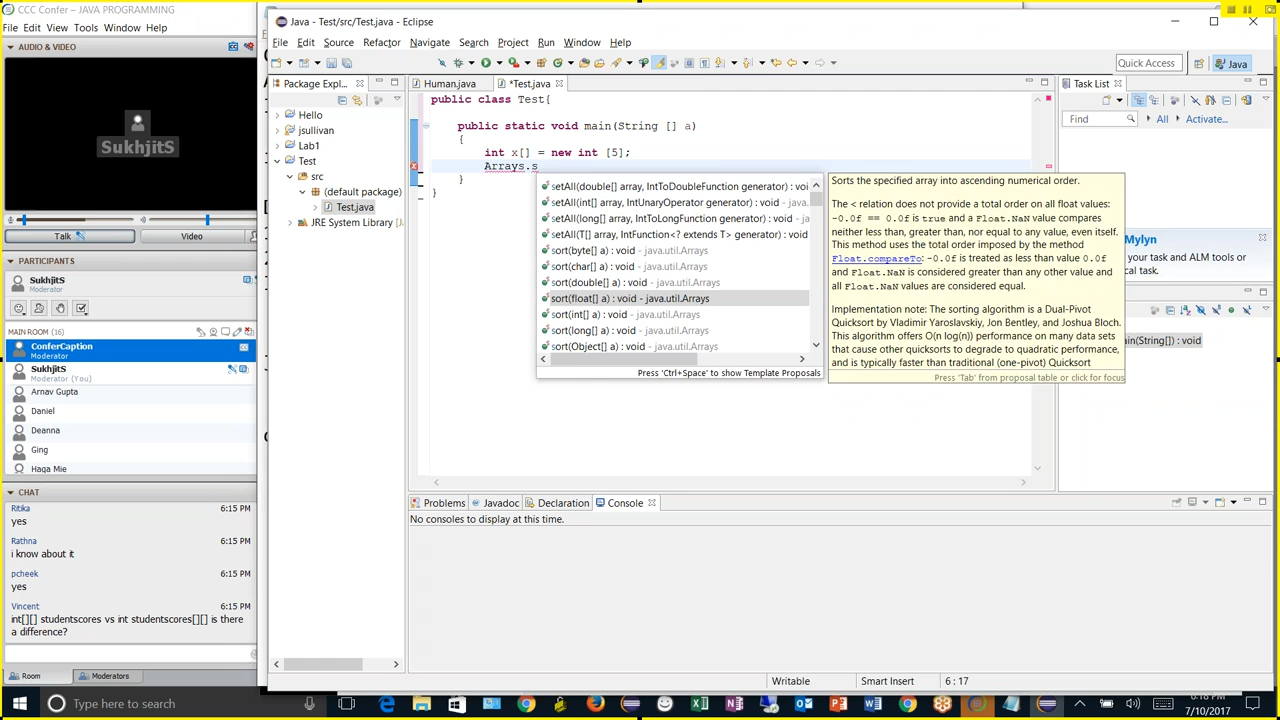 CCC Confer – JAVA PROGRAMMING
File Edit View Tools Window Help
AUDIO & VIDEO
SukhjitS
Talk Video
PARTICIPANTS
SukhjitS
Moderator
MAIN ROOM (16)
ConferCaption
Moderator
SukhjitS
Moderator (You)
Arnav Gupta
Daniel
Deanna
Ging
Haga Mie
CHAT
Ritika 6:15 PM
yes
Rathna 6:15 PM
i know about it
pcheek 6:15 PM
yes
Vincent 6:15 PM
int[][] studentscores vs int studentscores[][] is there
a difference?
Room Moderators
Java - Test/src/Test.java - Eclipse
File Edit Source Refactor Navigate Search Project Run Window Help
Quick Access Java
Package Expl...
Hello
jsullivan
Lab1
Test
src
(default package)
Test.java
JRE System Library [J
Human.java *Test.java
public class Test{
public static void main(String [] a)
{
int x[] = new int [5];
Arrays.s
}
}
setAll(double[] array, IntToDoubleFunction generator) : voi
setAll(int[] array, IntUnaryOperator generator) : void - java
setAll(long[] array, IntToLongFunction generator) : void -
setAll(T[] array, IntFunction<? extends T> generator) : void
sort(byte[] a) : void - java.util.Arrays
sort(char[] a) : void - java.util.Arrays
sort(double[] a) : void - java.util.Arrays
sort(float[] a) : void - java.util.Arrays
sort(int[] a) : void - java.util.Arrays
sort(long[] a) : void - java.util.Arrays
sort(Object[] a) : void - java.util.Arrays
Press 'Ctrl+Space' to show Template Proposals
Sorts the specified array into ascending numerical order.
The < relation does not provide a total order on all float values:
-0.0f == 0.0f is true and a Float.NaN value compares
neither less than, greater than, nor equal to any value, even itself.
This method uses the total order imposed by the method
Float.compareTo: -0.0f is treated as less than value 0.0f
and Float.NaN is considered greater than any other value and
all Float.NaN values are considered equal.
Implementation note: The sorting algorithm is a Dual-Pivot
Quicksort by Vladimir Yaroslavskiy, Jon Bentley, and Joshua Bloch.
This algorithm offers O(n log(n)) performance on many data sets
that cause other quicksorts to degrade to quadratic performance,
and is typically faster than traditional (one-pivot) Quicksort
Press 'Tab' from proposal table or click for focus
Task List
Find All Activate...
Mylyn
your task and ALM tools or
cal task.
ain(String[]) : void
Problems Javadoc Declaration Console
No consoles to display at this time.
Writable Smart Insert 6 : 17
Type here to search
6:18 PM
7/10/2017